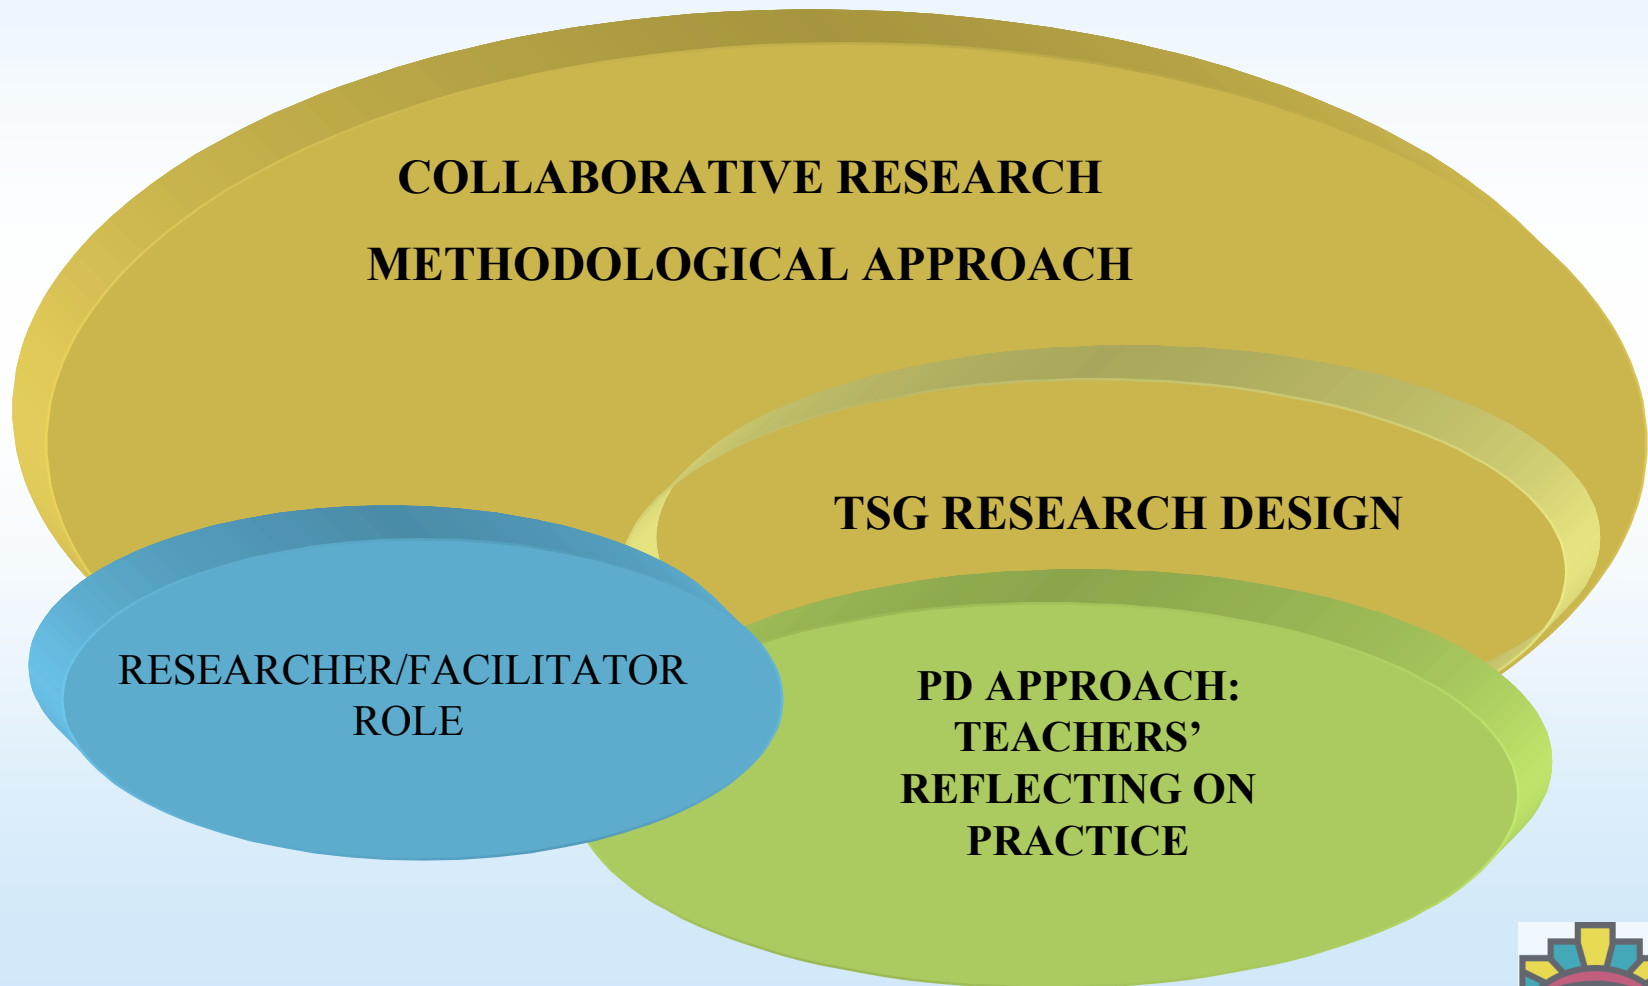 COLLABORATIVE RESEARCH
METHODOLOGICAL APPROACH
TSG RESEARCH DESIGN
RESEARCHER/FACILITATOR
ROLE
PD APPROACH:
TEACHERS’
REFLECTING ON
PRACTICE